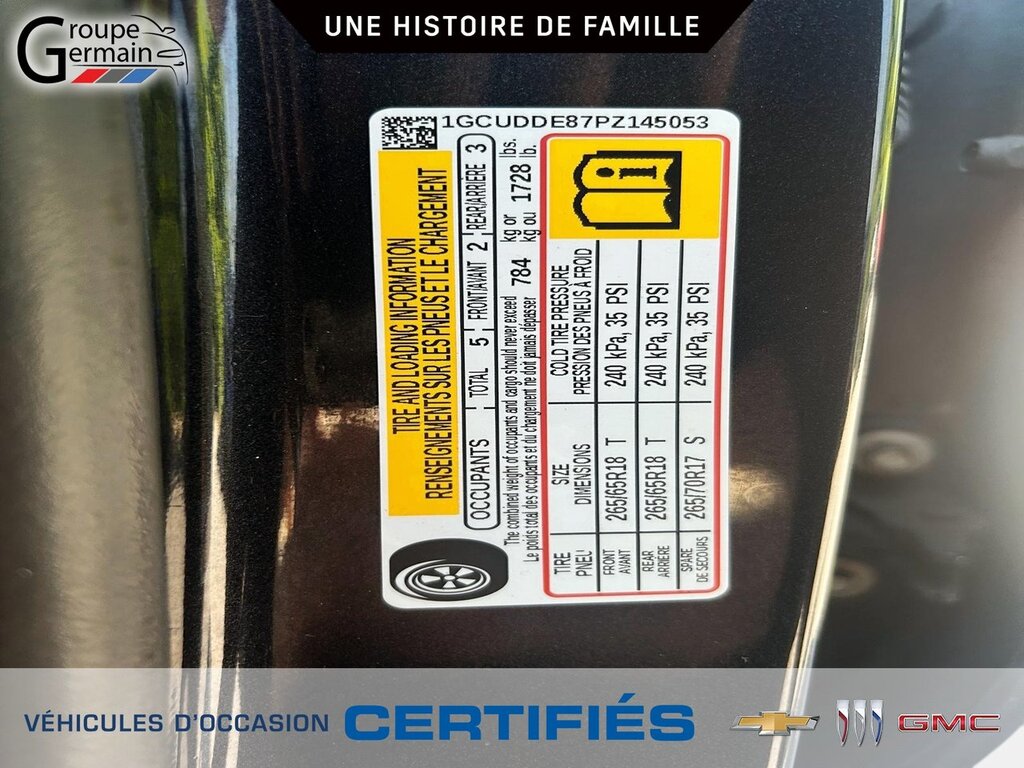 Groupe
Germain
UNE HISTOIRE DE FAMILLE
1GCUDDE87PZ145053
TIRE AND LOADING INFORMATION
RENSEIGNEMENTS SUR LES PNEUS ET LE CHARGEMENT
OCCUPANTS TOTAL 5 FRONT/AVANT 2 REAR/ARRIÈRE 3
The combined weight of occupants and cargo should never exceed 784 kg or 1728 lbs.
Le poids total des occupants et du chargement ne doit jamais dépasser kg ou lb.
TIRE SIZE COLD TIRE PRESSURE
PNEU DIMENSIONS PRESSION DES PNEUS À FROID
FRONT
AVANT 265/65R18 T 240 kPa, 35 PSI
REAR
ARRIÈRE 265/65R18 T 240 kPa, 35 PSI
SPARE
DE SECOURS 265/70R17 S 240 kPa, 35 PSI
VÉHICULES D'OCCASION CERTIFIÉS GMC